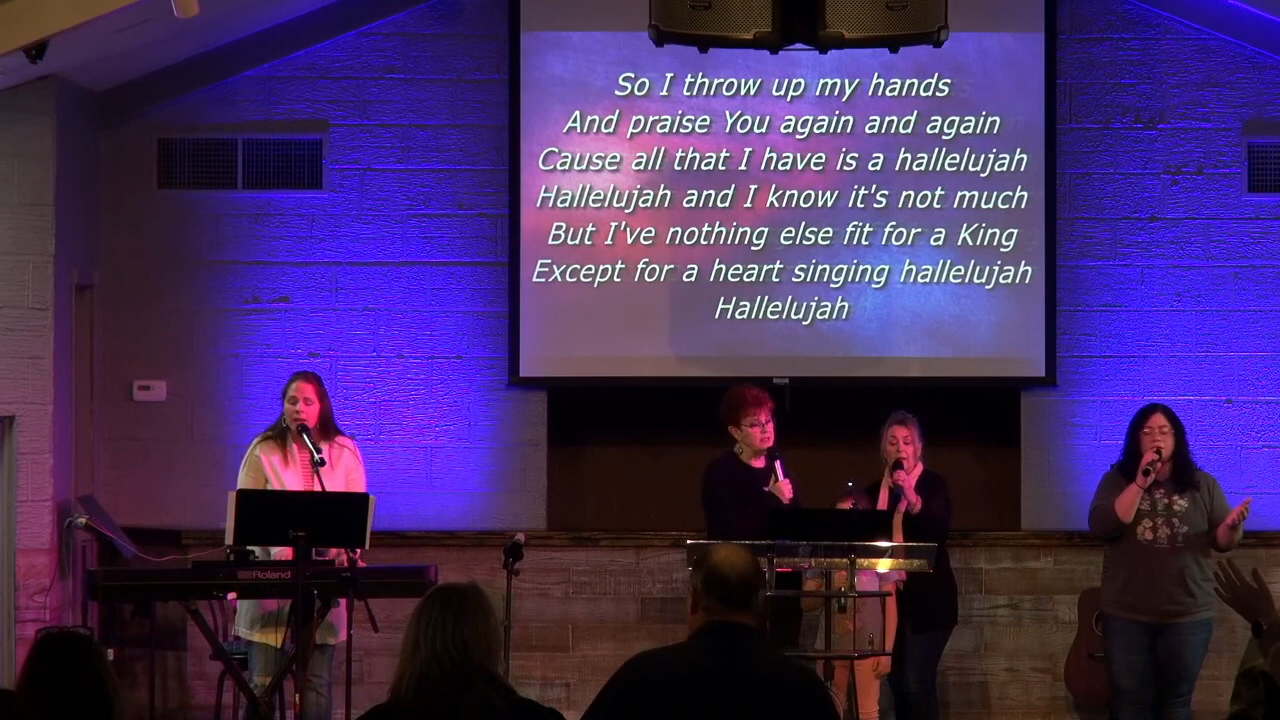 So I throw up my hands
And praise You again and again
Cause all that I have is a hallelujah
Hallelujah and I know it's not much
But I've nothing else fit for a King
Except for a heart singing hallelujah
Hallelujah
Roland